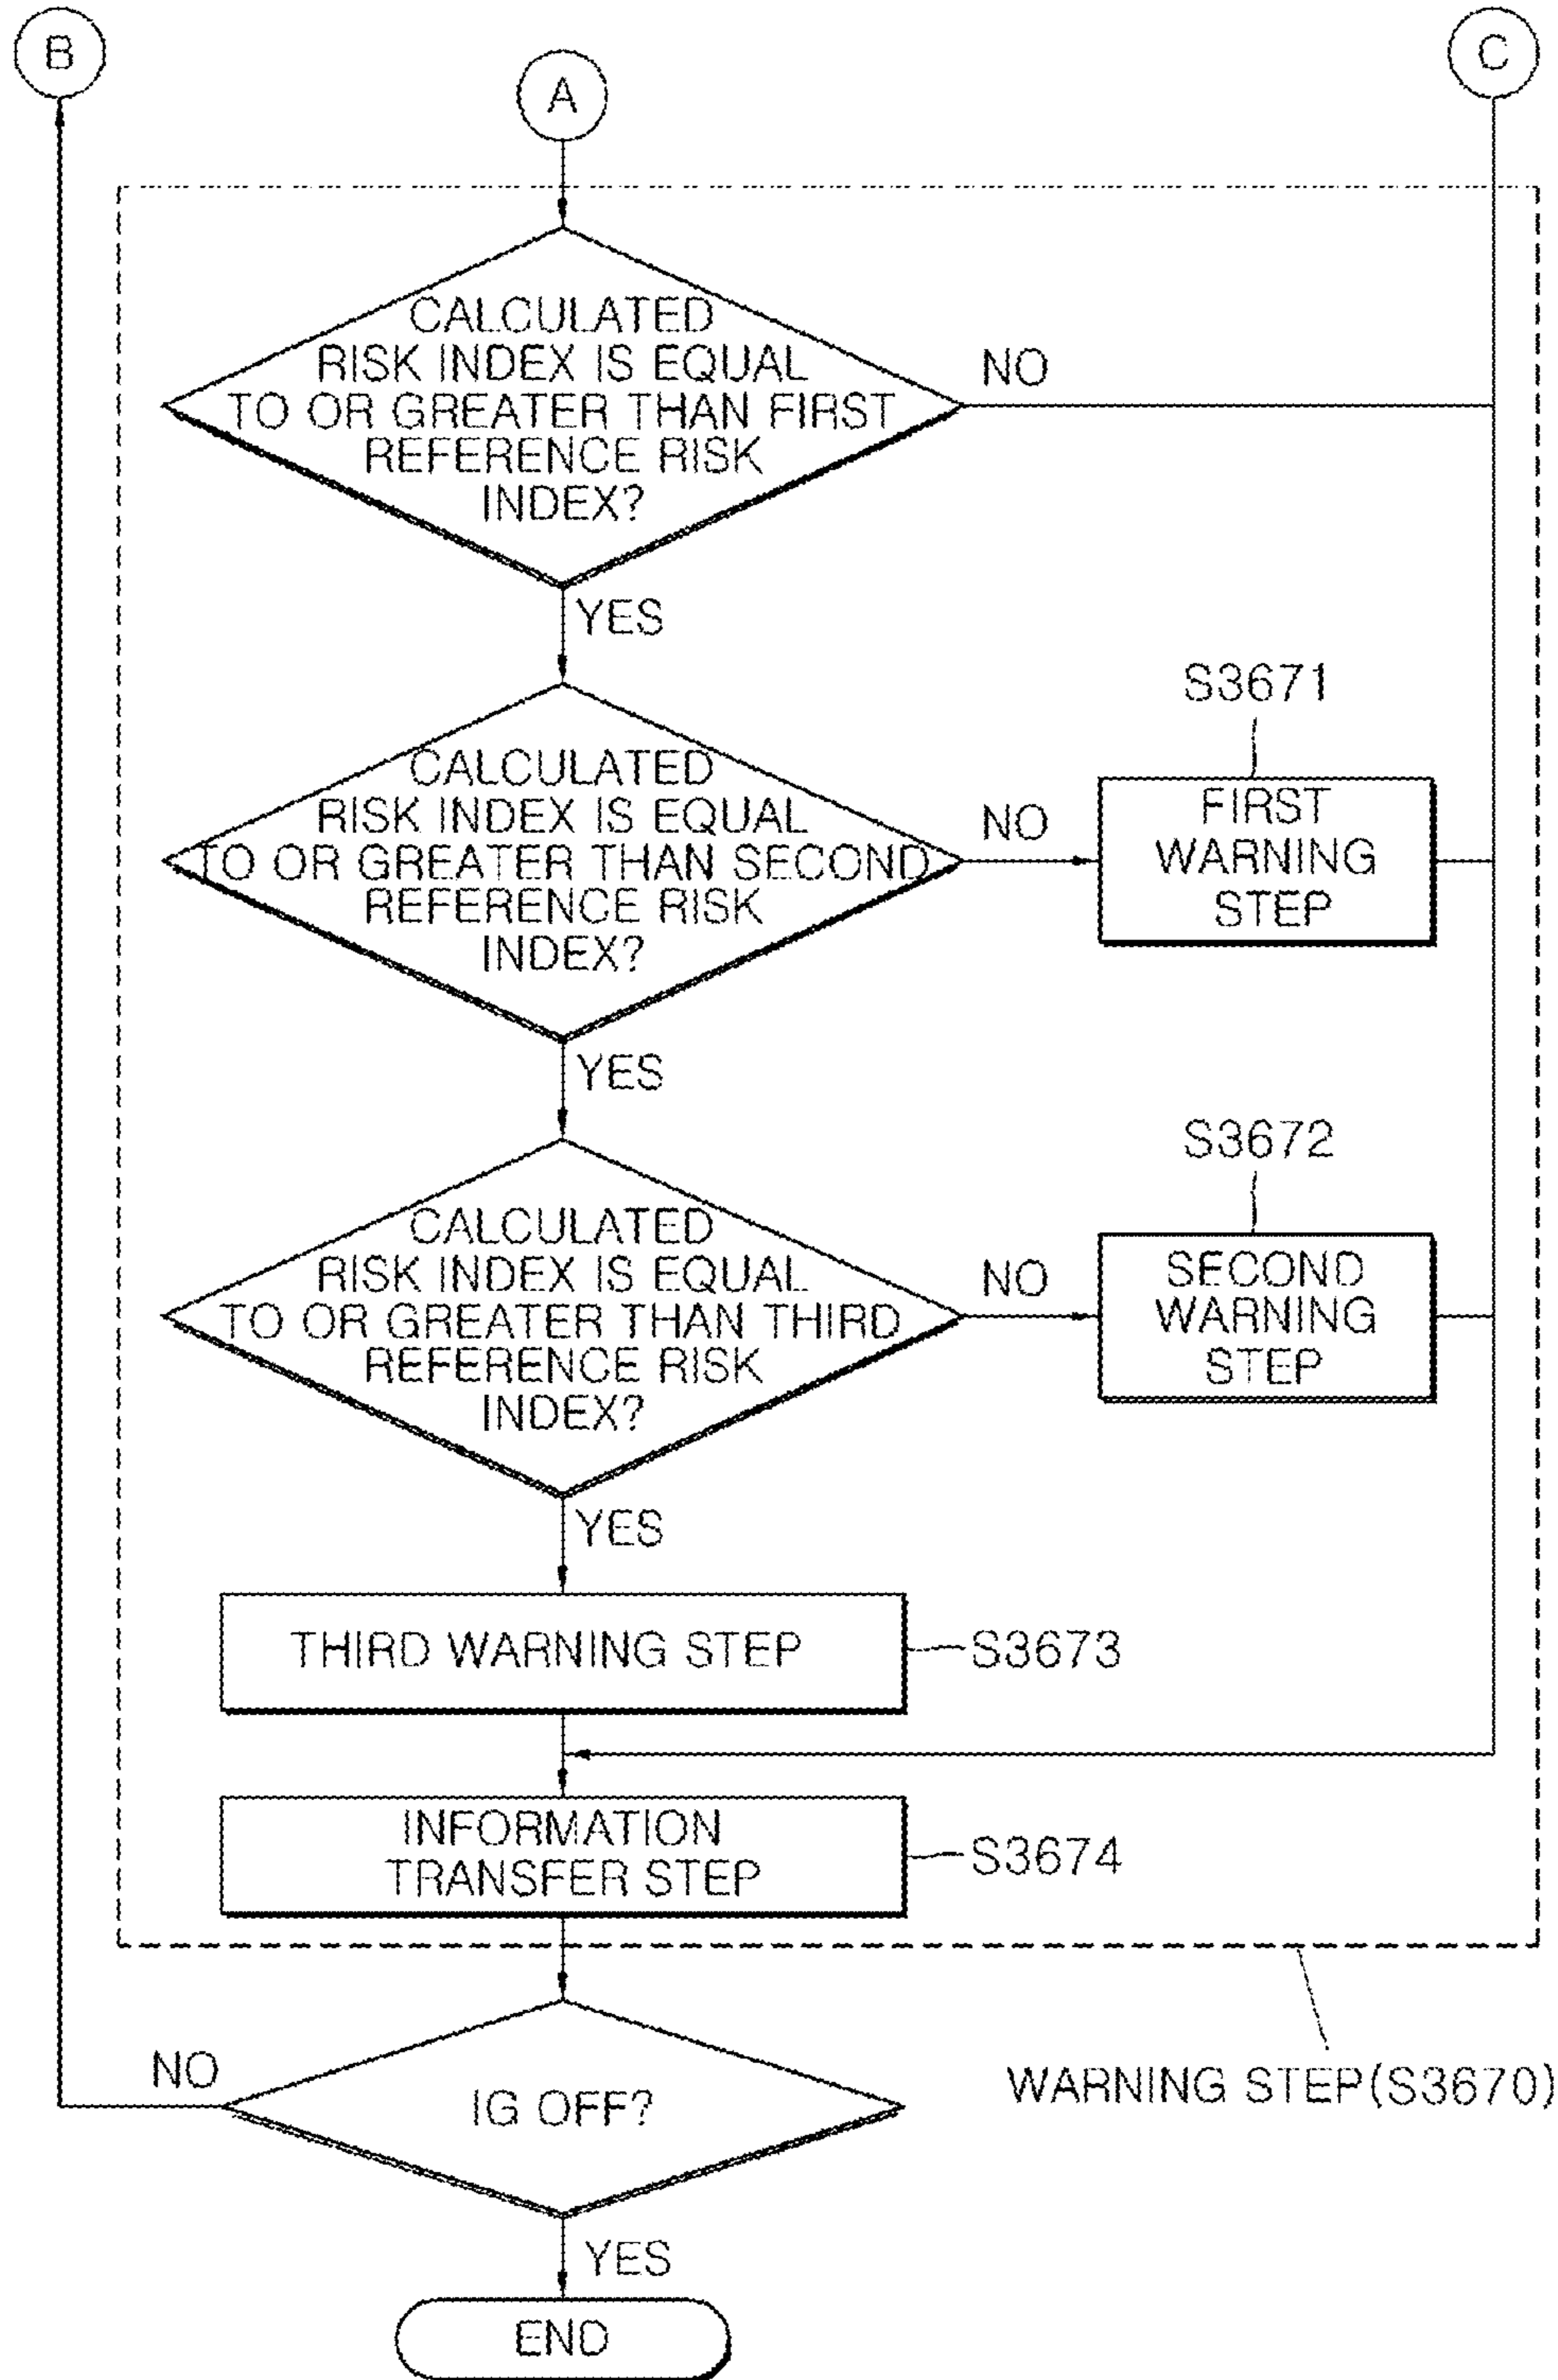 B
A
C
CALCULATED
RISK INDEX IS EQUAL
TO OR GREATER THAN FIRST
REFERENCE RISK
INDEX?
NO
YES
S3671
CALCULATED
RISK INDEX IS EQUAL
TO OR GREATER THAN SECOND
REFERENCE RISK
INDEX?
NO
FIRST
WARNING
STEP
YES
S3672
CALCULATED
RISK INDEX IS EQUAL
TO OR GREATER THAN THIRD
REFERENCE RISK
INDEX?
NO
SECOND
WARNING
STEP
YES
THIRD WARNING STEP
S3673
INFORMATION
TRANSFER STEP
S3674
WARNING STEP(S3670)
NO
IG OFF?
YES
END